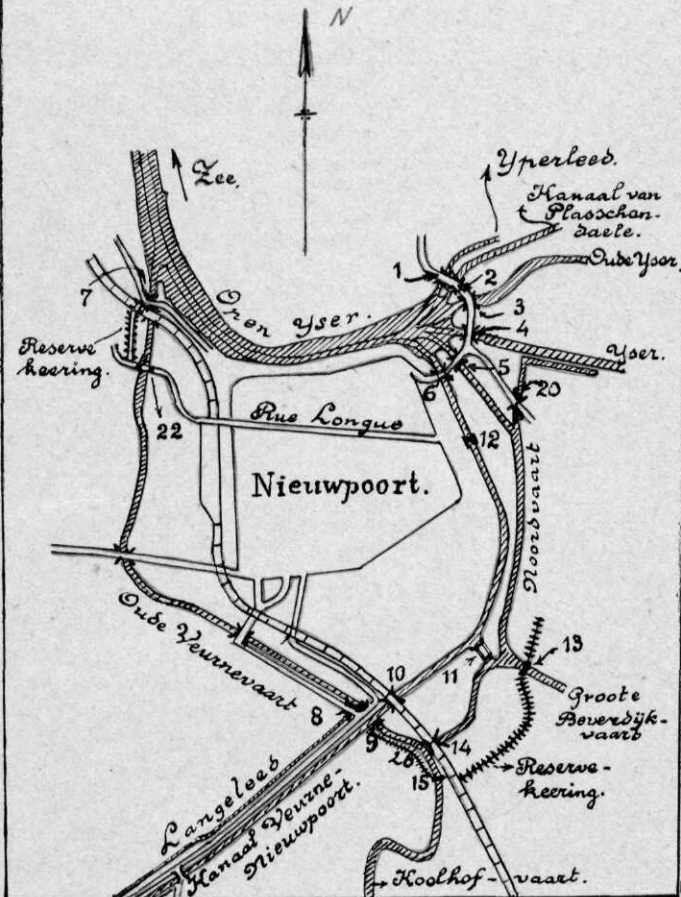 N
Zee.
Yperleed.
Kanaal van
Plasschen-
daele.
Oude Yser,
1
2
3
4
5
6
7
Open Yser.
Yser.
20
Reserve
keering.
22
Rue Longue
12
Nieuwpoort.
Noordvaart
Oude Veurnevaart
10
11
13
Groote
Beverdijk-
vaart
8
9
14
15
Reserve-
keering.
Langeleed
Kanaal Veurne-
Nieuwpoort.
Koolhof-vaart.